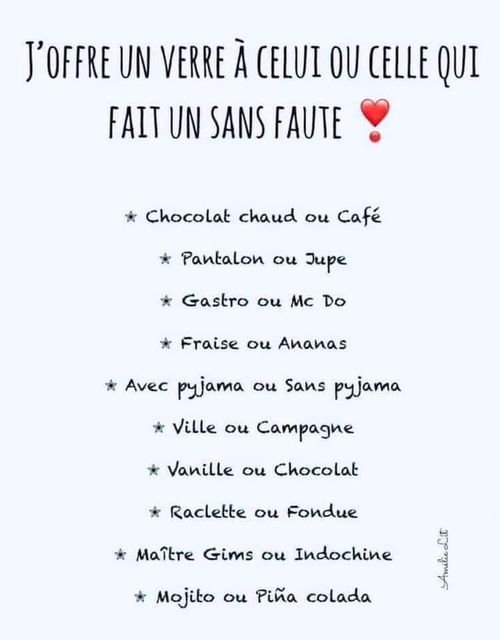 J'OFFRE UN VERRE À CELUI OU CELLE QUI
FAIT UN SANS FAUTE ❣️
★ Chocolat chaud ou Café
★ Pantalon ou Jupe
★ Gastro ou Mc Do
★ Fraise ou Ananas
★ Avec pyjama ou Sans pyjama
★ Ville ou Campagne
★ Vanille ou Chocolat
★ Raclette ou Fondue
★ Maître Gims ou Indochine
★ Mojito ou Piña colada
Amélie Lit